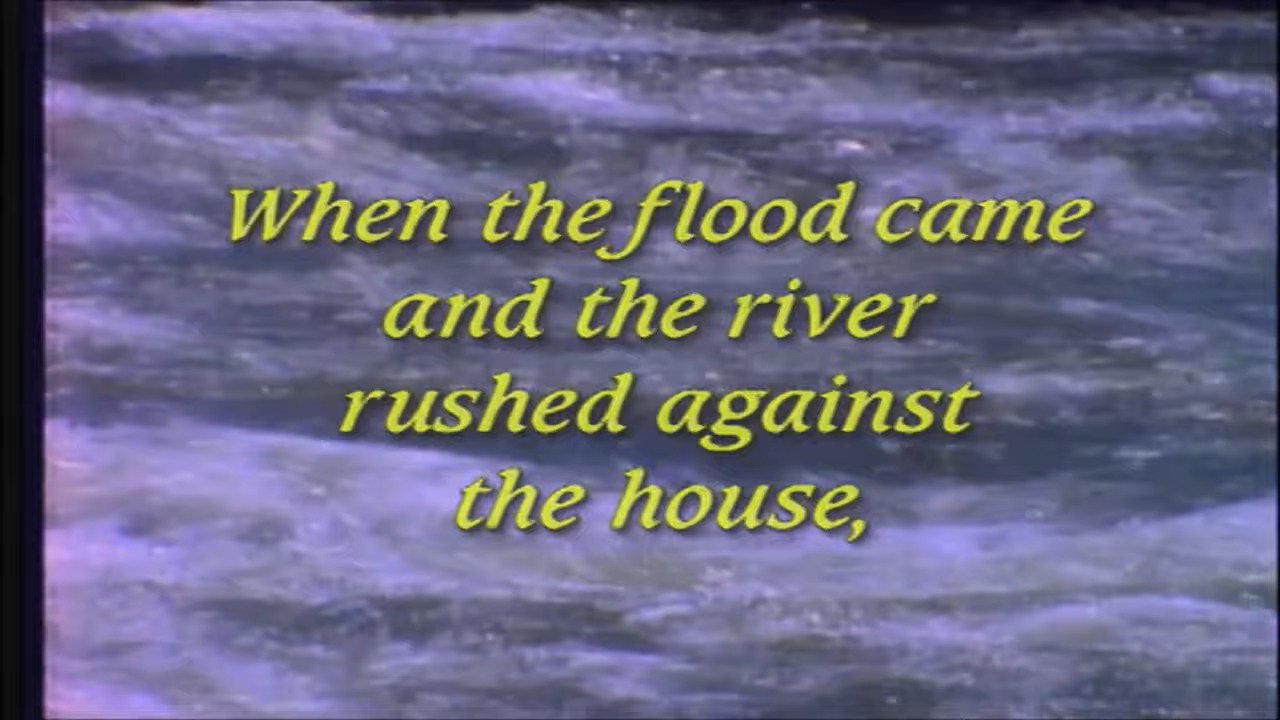 When the flood came
and the river
rushed against
the house,